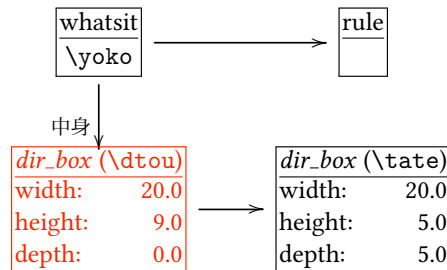 whatsit
\yoko
rule
中身
dir_box (\dtou)
width: 20.0
height: 9.0
depth: 0.0
dir_box (\tate)
width: 20.0
height: 5.0
depth: 5.0